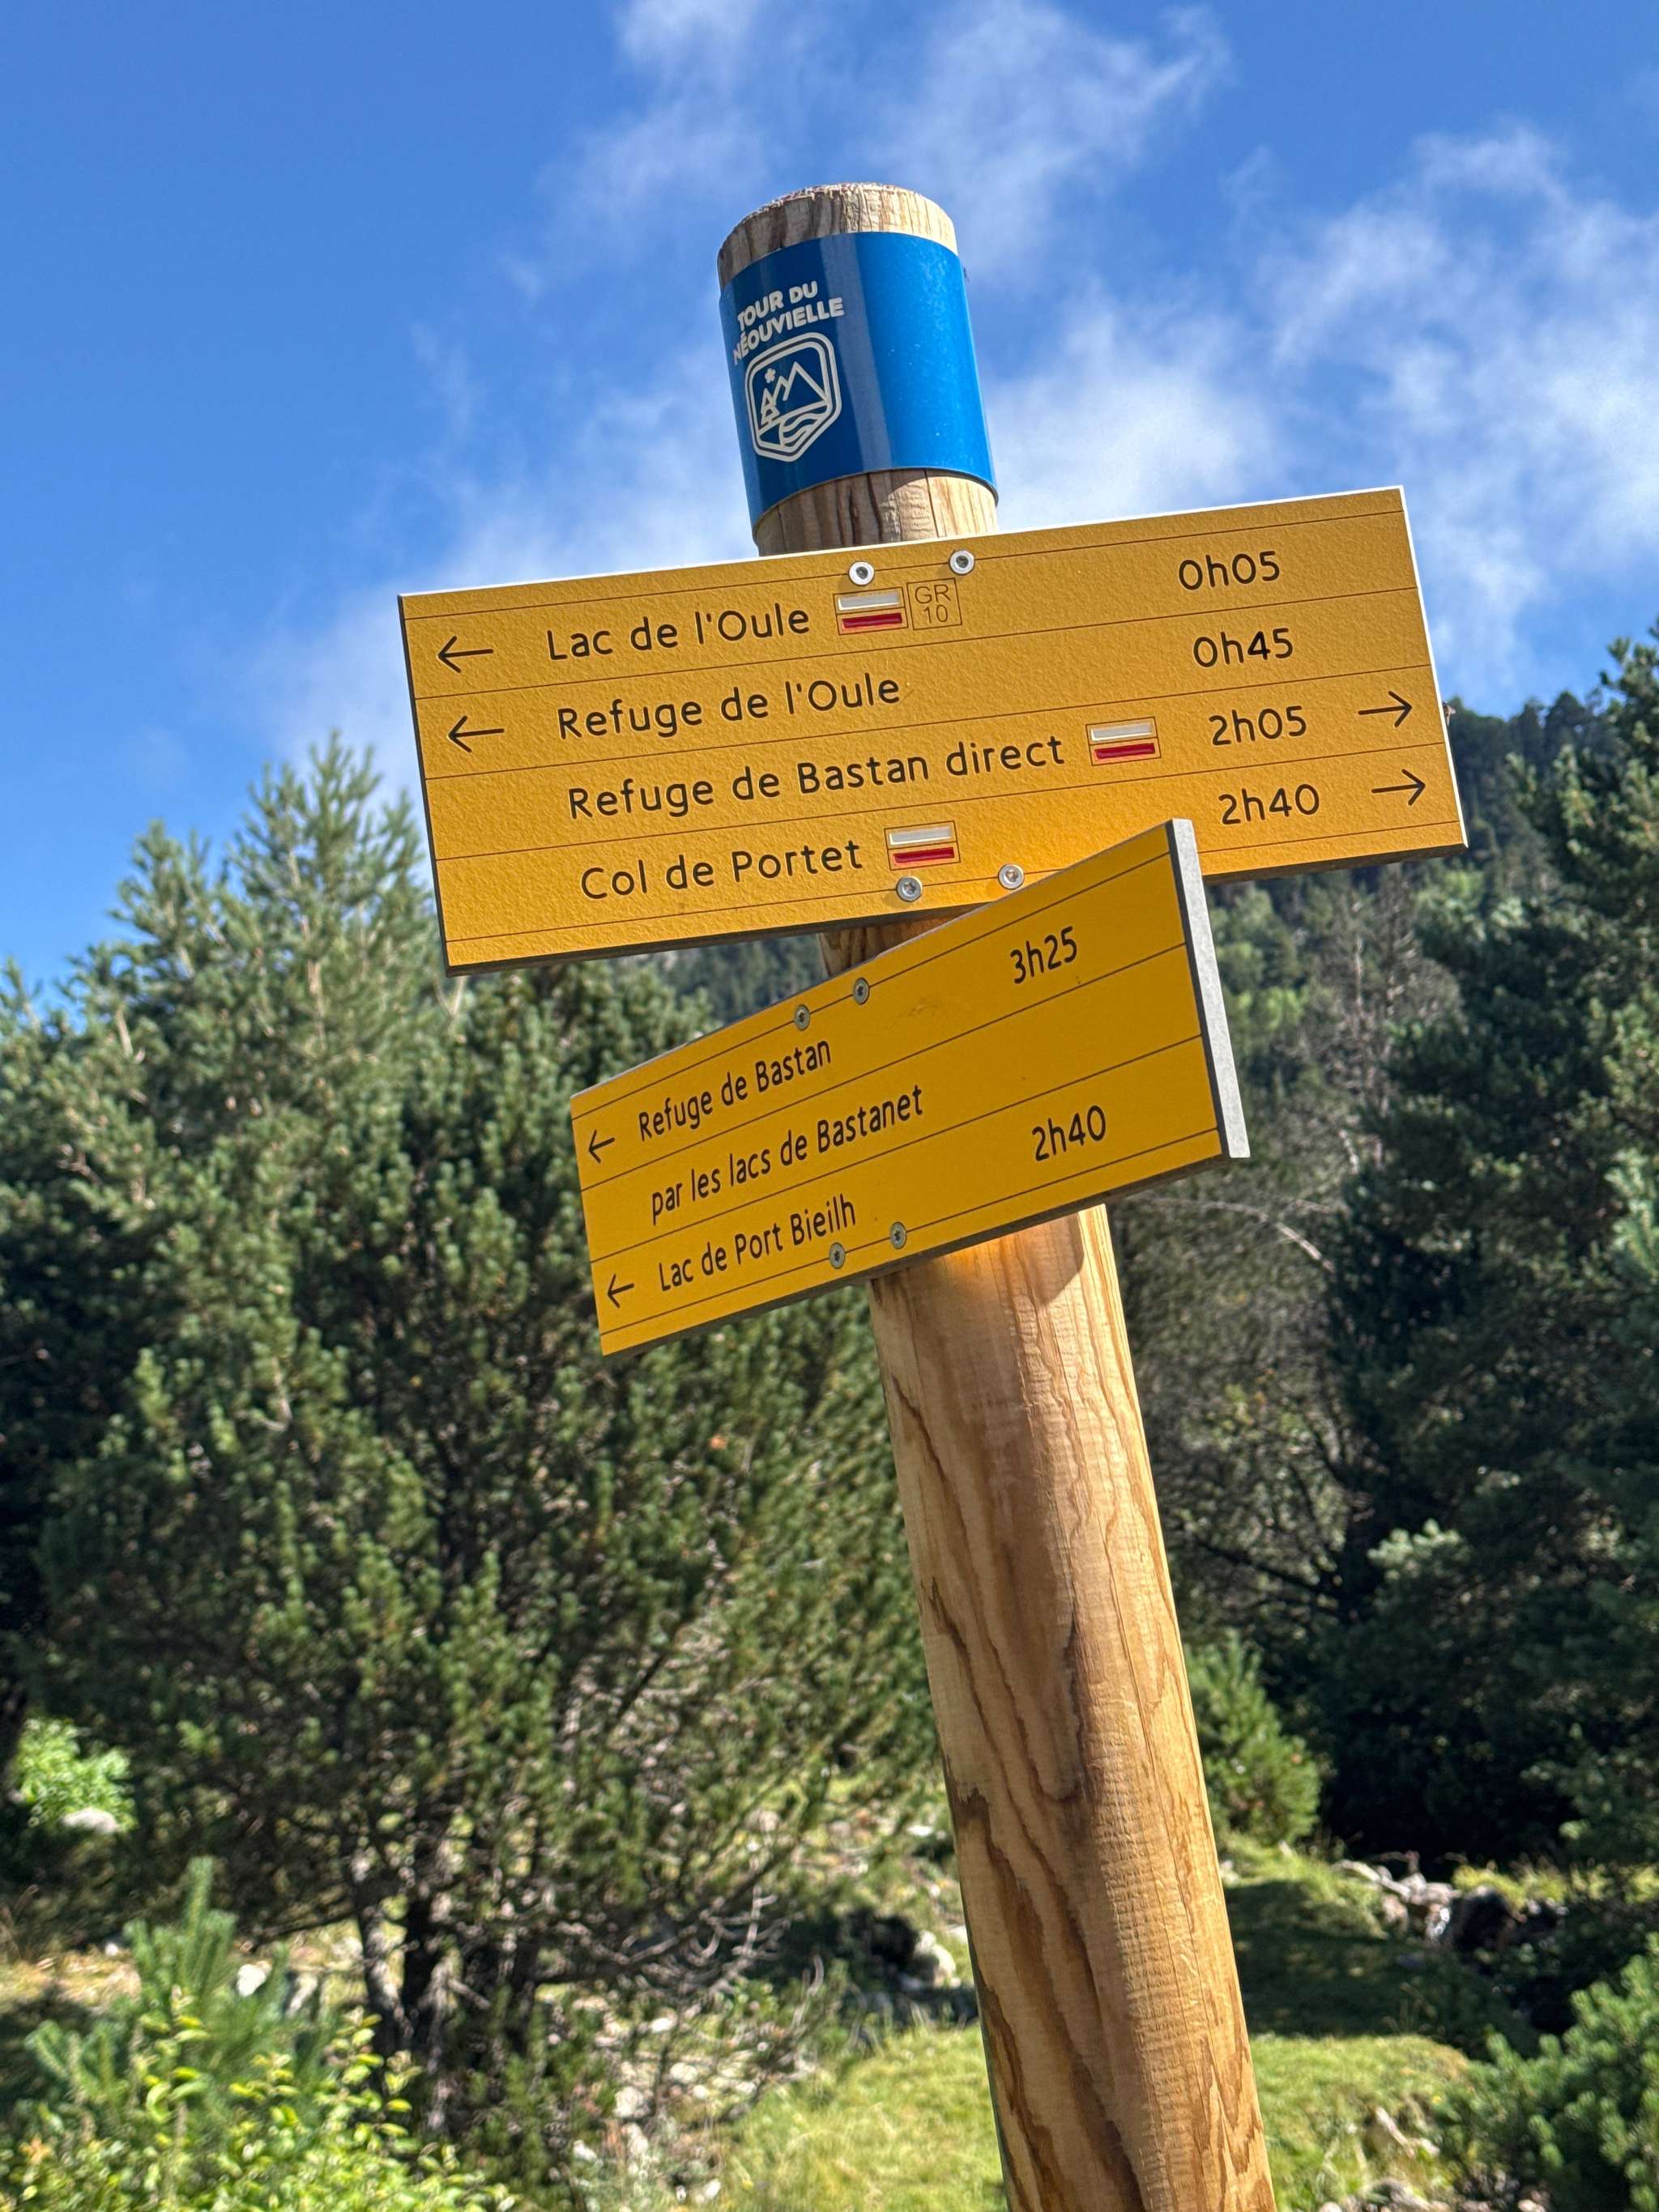 TOUR DU
NÉOUVIELLE
← Lac de l'Oule GR 10 0h05
← Refuge de l'Oule 0h45
Refuge de Bastan direct 2h05 →
Col de Portet 2h40 →
← Refuge de Bastan 3h25
par les lacs de Bastanet
← Lac de Port Bieilh 2h40